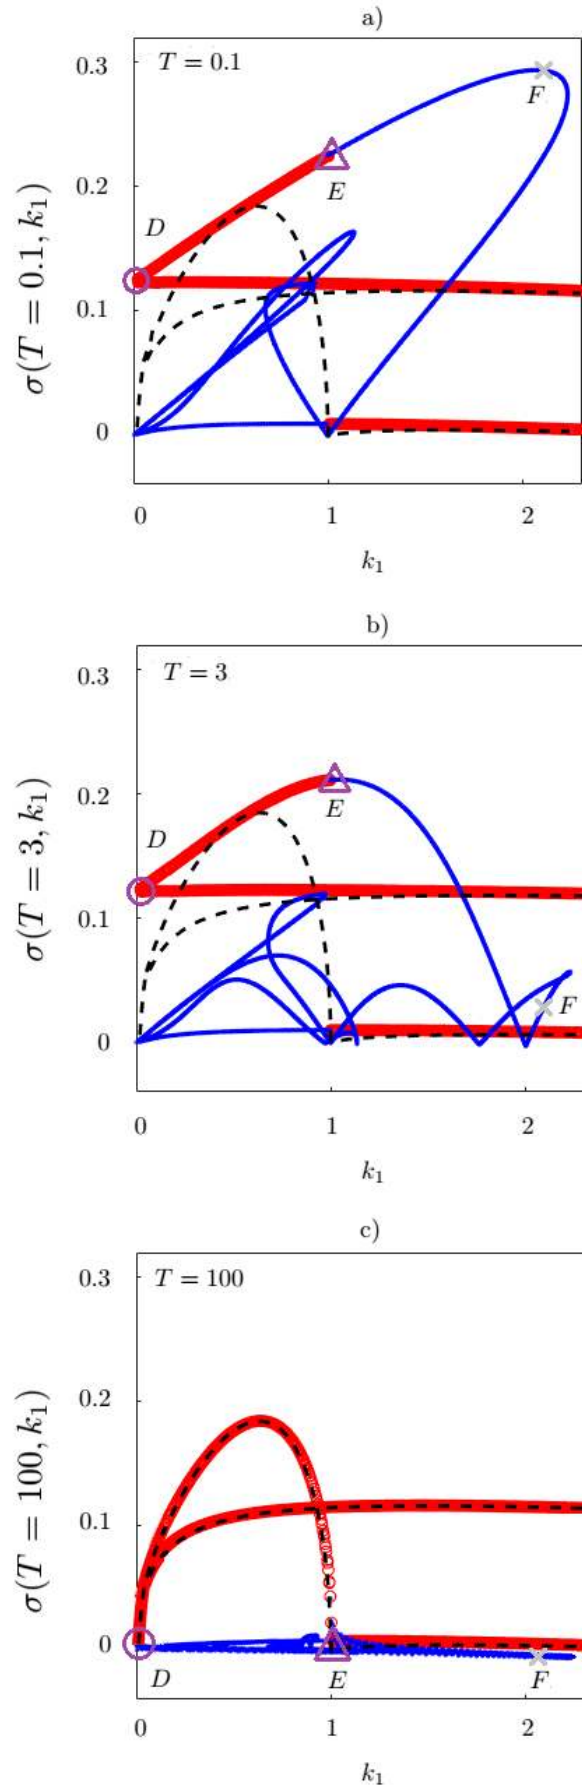 a)
T = 0.1
0.3
F
0.2
E
D
0.1
0
σ(T = 0.1, k₁)
0
1
2
k₁
b)
T = 3
0.3
E
0.2
D
0.1
F
0
σ(T = 3, k₁)
0
1
2
k₁
c)
T = 100
0.3
0.2
0.1
0
σ(T = 100, k₁)
D
E
F
0
1
2
k₁